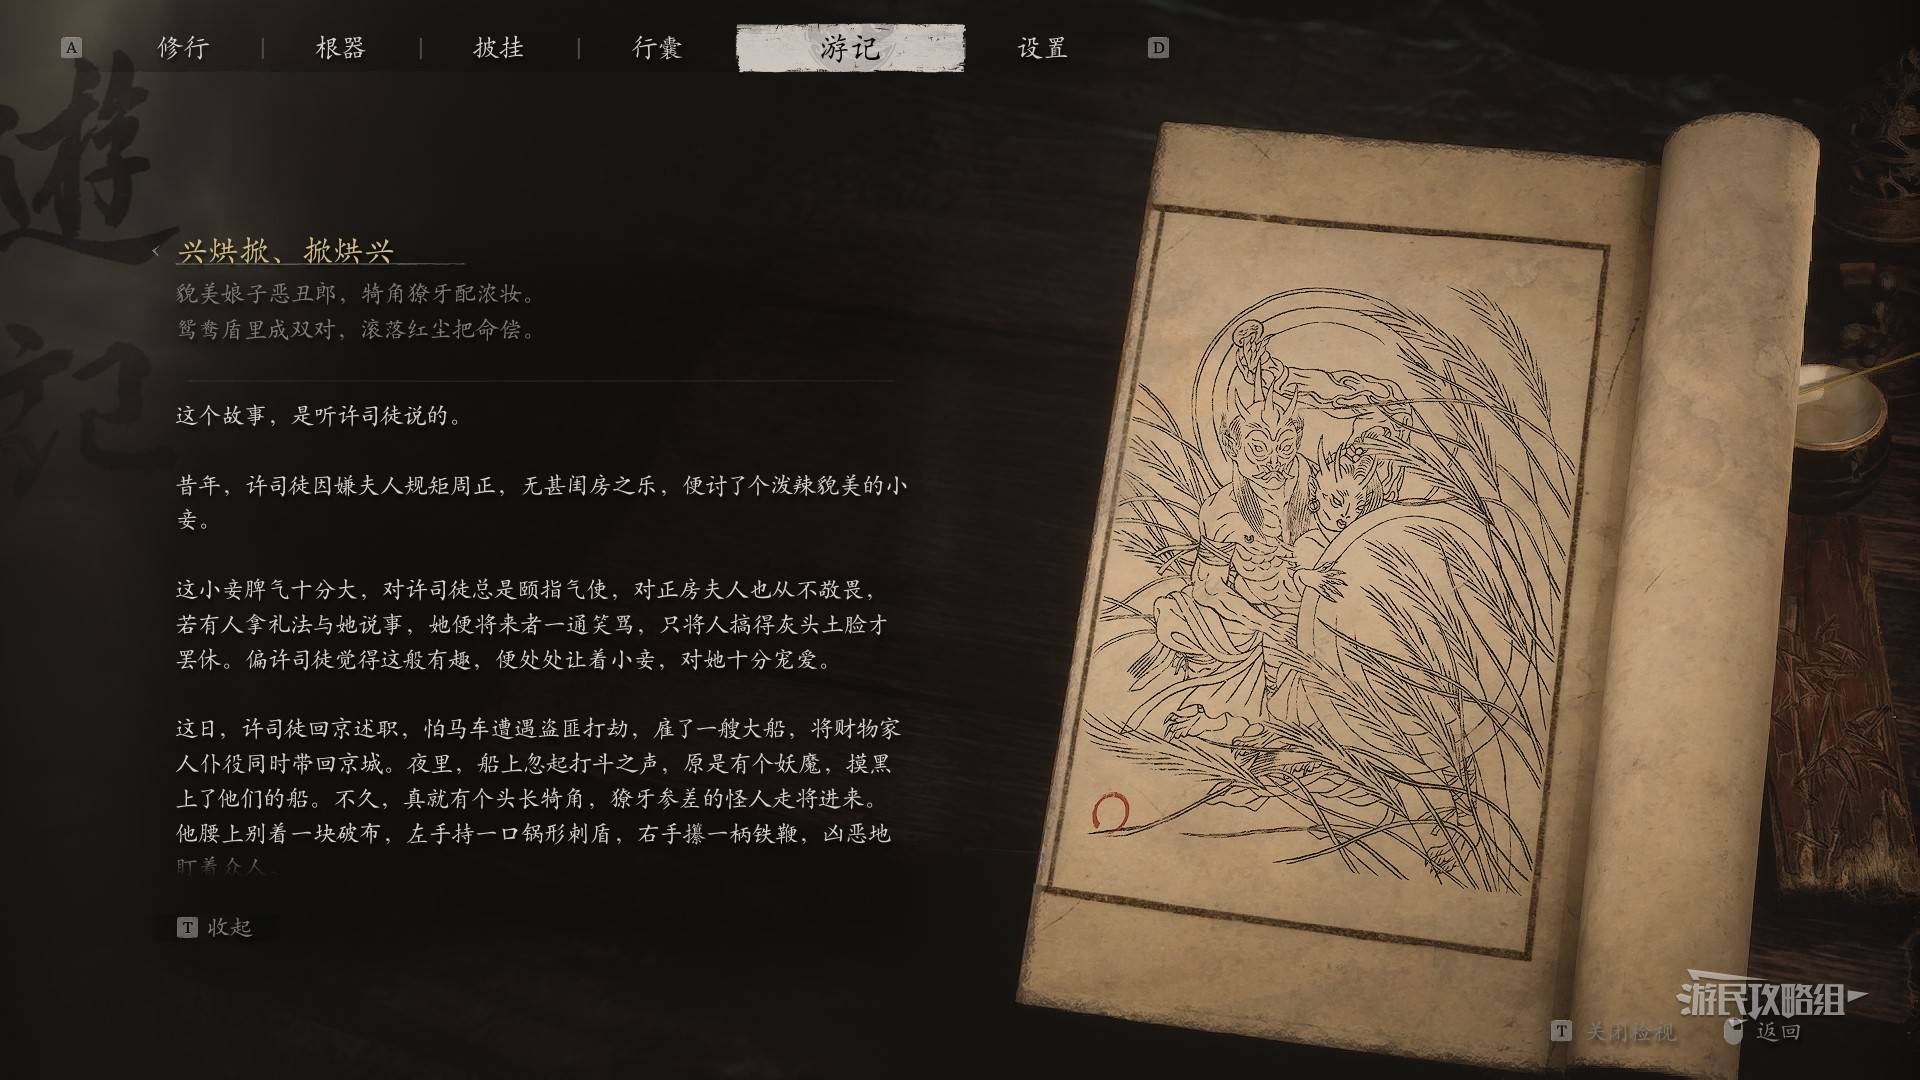 A 修行 | 根器 | 披挂 | 行囊 游记 设置 D
遊記
兴烘掀、掀烘兴
貌美娘子恶丑郎，犄角獠牙配浓妆。
鸳鸯盾里成双对，滚落红尘把命偿。
这个故事，是听许司徒说的。
昔年，许司徒因嫌夫人规矩周正，无甚闺房之乐，便讨了个泼辣貌美的小
妾。
这小妾脾气十分大，对许司徒总是颐指气使，对正房夫人也从不敬畏，
若有人拿礼法与她说事，她便将来者一通笑骂，只将人搞得灰头土脸才
罢休。偏许司徒觉得这般有趣，便处处让着小妾，对她十分宠爱。
这日，许司徒回京述职，怕马车遭遇盗匪打劫，雇了一艘大船，将财物家
人仆役同时带回京城。夜里，船上忽起打斗之声，原是有个妖魔，摸黑
上了他们的船。不久，真就有个头长犄角，獠牙参差的怪人走将进来。
他腰上别着一块破布，左手持一口锅形刺盾，右手攥一柄铁鞭，凶恶地
盯着众人。
T 收起
游民攻略组
T 关闭检视 返回